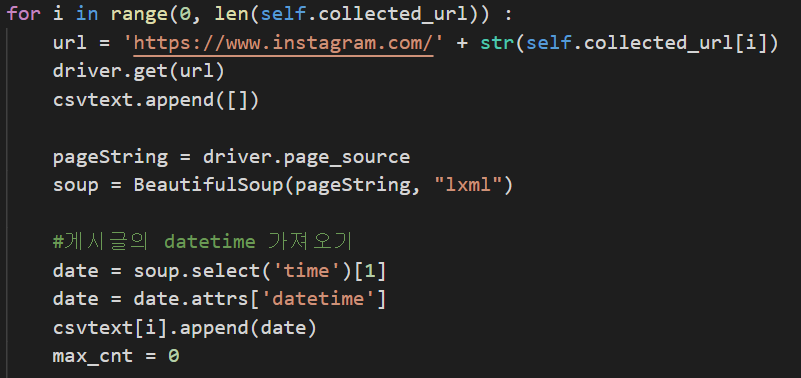 for i in range(0, len(self.collected_url)) :
    url = 'https://www.instagram.com/' + str(self.collected_url[i])
    driver.get(url)
    csvtext.append([])

    pageString = driver.page_source
    soup = BeautifulSoup(pageString, "lxml")

    #게시글의 datetime 가져오기
    date = soup.select('time')[1]
    date = date.attrs['datetime']
    csvtext[i].append(date)
    max_cnt = 0